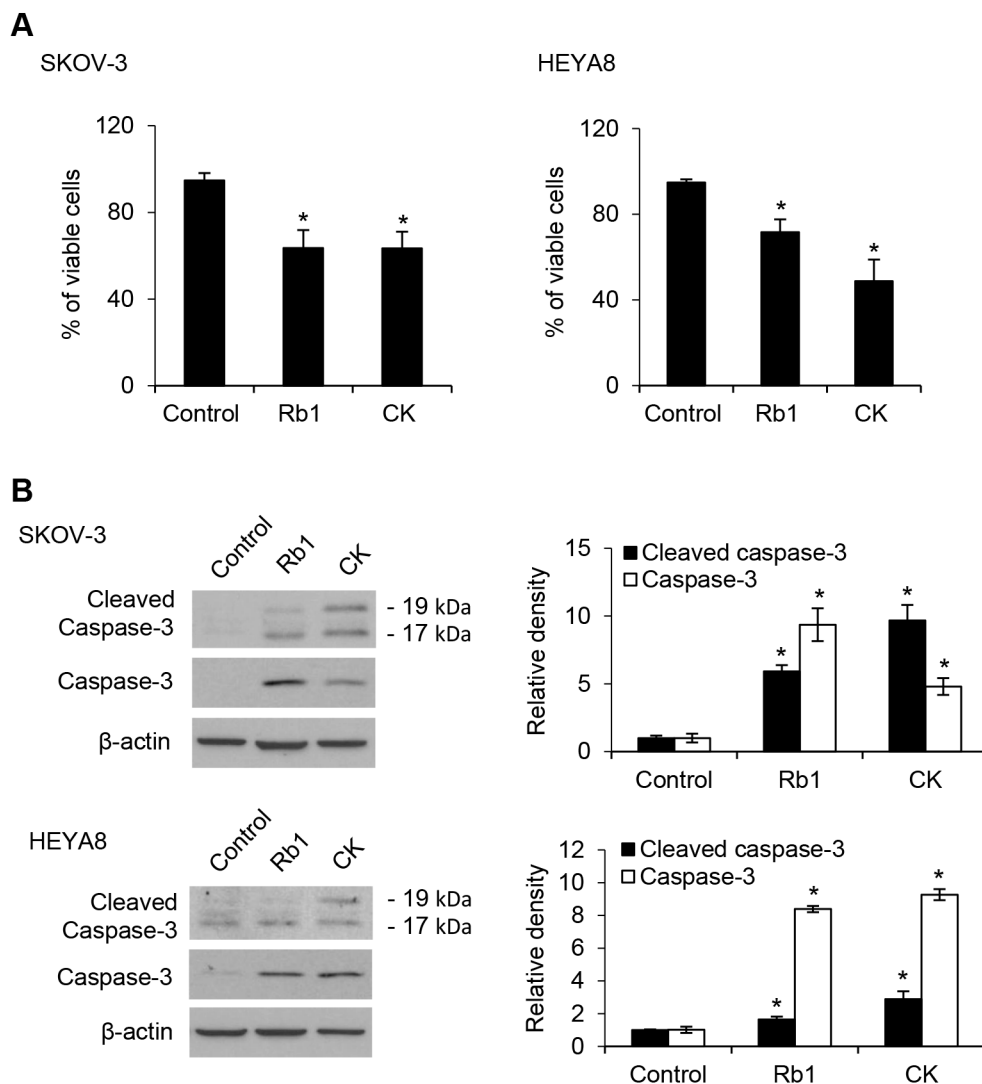 A
SKOV-3
HEYA8
120
80
40
0
% of viable cells
*
*
Control
Rb1
CK
120
80
40
0
% of viable cells
*
*
Control
Rb1
CK
B
SKOV-3
Control
Rb1
CK
Cleaved
Caspase-3
- 19 kDa
- 17 kDa
Caspase-3
β-actin
15
10
5
0
Relative density
Cleaved caspase-3
Caspase-3
*
*
*
*
Control
Rb1
CK
HEYA8
Control
Rb1
CK
Cleaved
Caspase-3
- 19 kDa
- 17 kDa
Caspase-3
β-actin
12
10
8
6
4
2
0
Relative density
Cleaved caspase-3
Caspase-3
*
*
*
*
Control
Rb1
CK